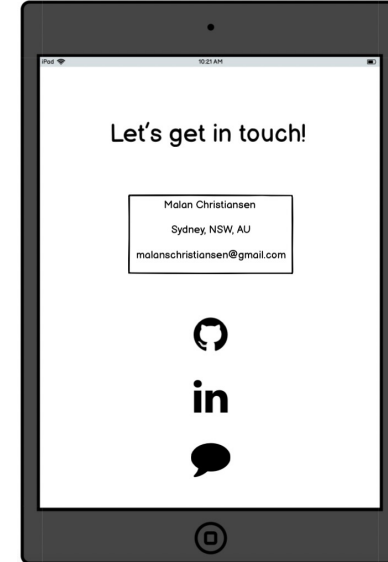 iPad
10:21 AM
Let's get in touch!
Malan Christiansen
Sydney, NSW, AU
malanschristiansen@gmail.com
in